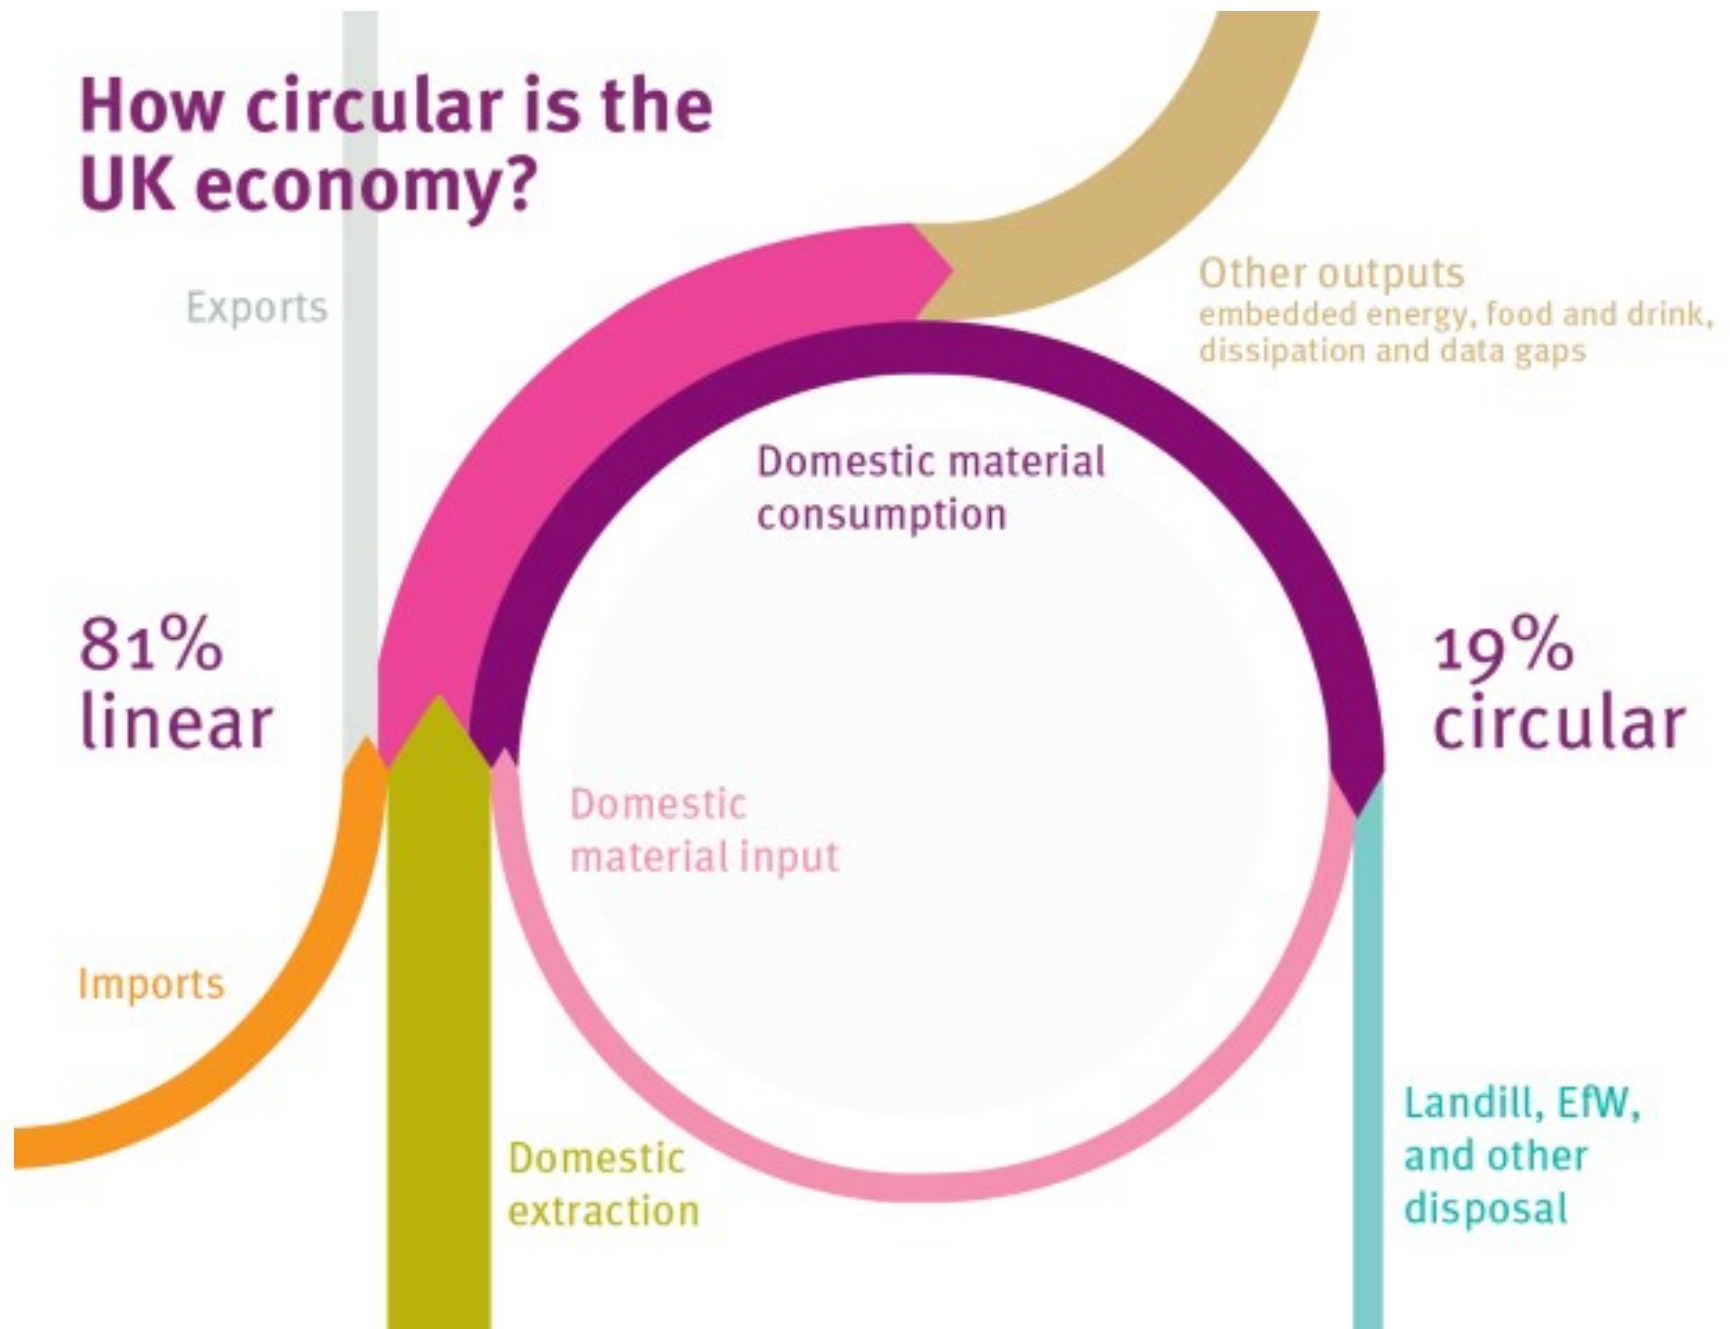 How circular is the
UK economy?
Exports
Other outputs
embedded energy, food and drink,
dissipation and data gaps
Domestic material
consumption
81%
linear
19%
circular
Domestic
material input
Imports
Domestic
extraction
Landill, EfW,
and other
disposal